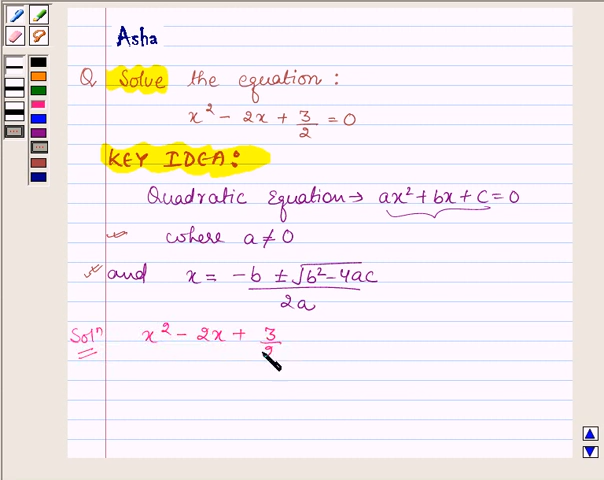 Asha
Q Solve the equation :
x² - 2x + 3/2 = 0
KEY IDEA :
Quadratic Equation → ax² + bx + c = 0
where a ≠ 0
and x = -b ± √b² - 4ac / 2a
Solⁿ x² - 2x + 3/2